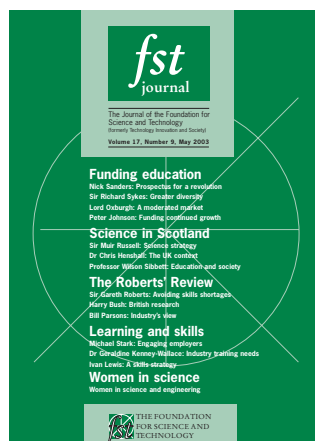 fst
journal
The Journal of the Foundation for
Science and Technology
(formerly Technology Innovation and Society)
Volume 17, Number 9, May 2003
Funding education
Nick Sanders: Prospectus for a revolution
Sir Richard Sykes: Greater diversity
Lord Oxburgh: A moderated market
Peter Johnson: Funding continued growth
Science in Scotland
Sir Muir Russell: Science strategy
Dr Chris Henshall: The UK context
Professor Wilson Sibbett: Education and society
The Roberts' Review
Sir Gareth Roberts: Avoiding skills shortages
Harry Bush: British research
Bill Parsons: Industry's view
Learning and skills
Michael Stark: Engaging employers
Dr Geraldine Kenney-Wallace: Industry training needs
Ivan Lewis: A skills strategy
Women in science
Women in science and engineering
fst
THE FOUNDATION
FOR SCIENCE AND
TECHNOLOGY